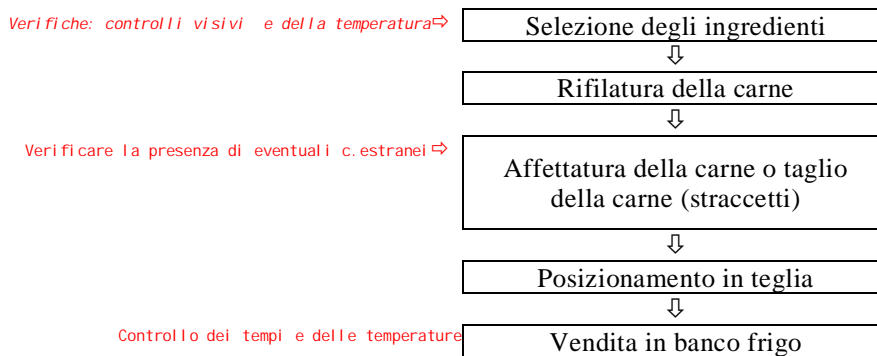 Verifiche: controlli visivi e della temperatura⇨
Selezione degli ingredienti
⇩
Rifilatura della carne
⇩
Verificare la presenza di eventuali c.estranei⇨
Affettatura della carne o taglio
della carne (straccetti)
⇩
Posizionamento in teglia
⇩
Controllo dei tempi e delle temperature
Vendita in banco frigo